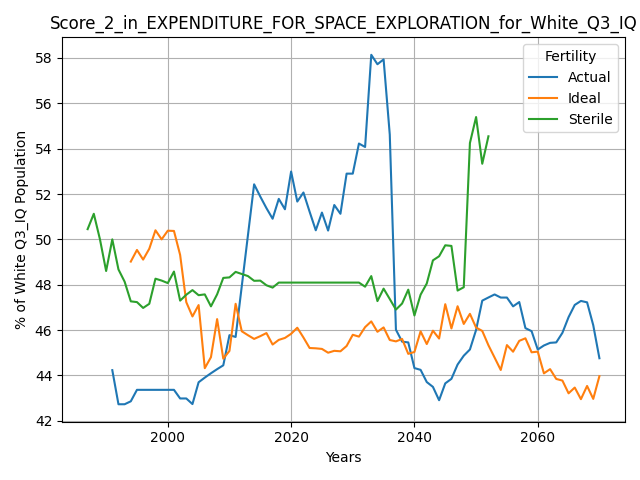 Score_2_in_EXPENDITURE_FOR_SPACE_EXPLORATION_for_White_Q3_IQ
Fertility
Actual
Ideal
Sterile
% of White Q3_IQ Population
58
56
54
52
50
48
46
44
42
2000
2020
2040
2060
Years